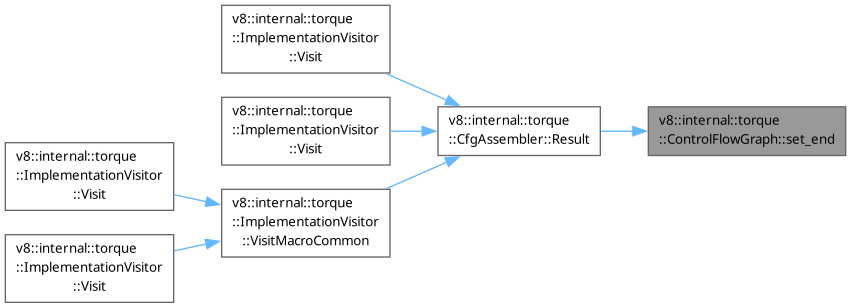 v8::internal::torque
::ImplementationVisitor
::Visit
v8::internal::torque
::ImplementationVisitor
::Visit
v8::internal::torque
::CfgAssembler::Result
v8::internal::torque
::ControlFlowGraph::set_end
v8::internal::torque
::ImplementationVisitor
::Visit
v8::internal::torque
::ImplementationVisitor
::VisitMacroCommon
v8::internal::torque
::ImplementationVisitor
::Visit